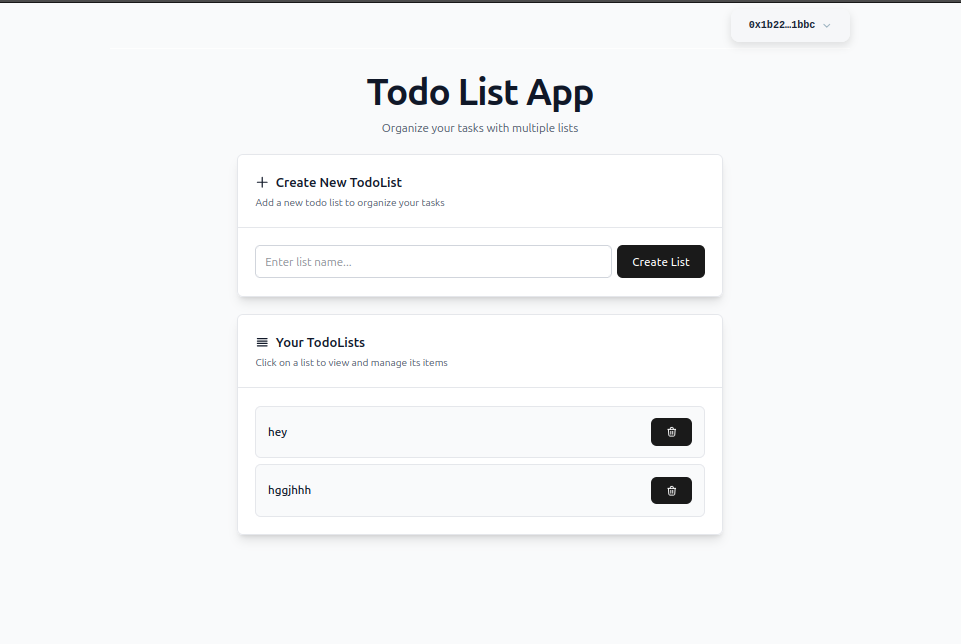 0x1b22…1bbc
Todo List App
Organize your tasks with multiple lists
Create New TodoList
Add a new todo list to organize your tasks
Enter list name...
Create List
Your TodoLists
Click on a list to view and manage its items
hey
hggjhhh